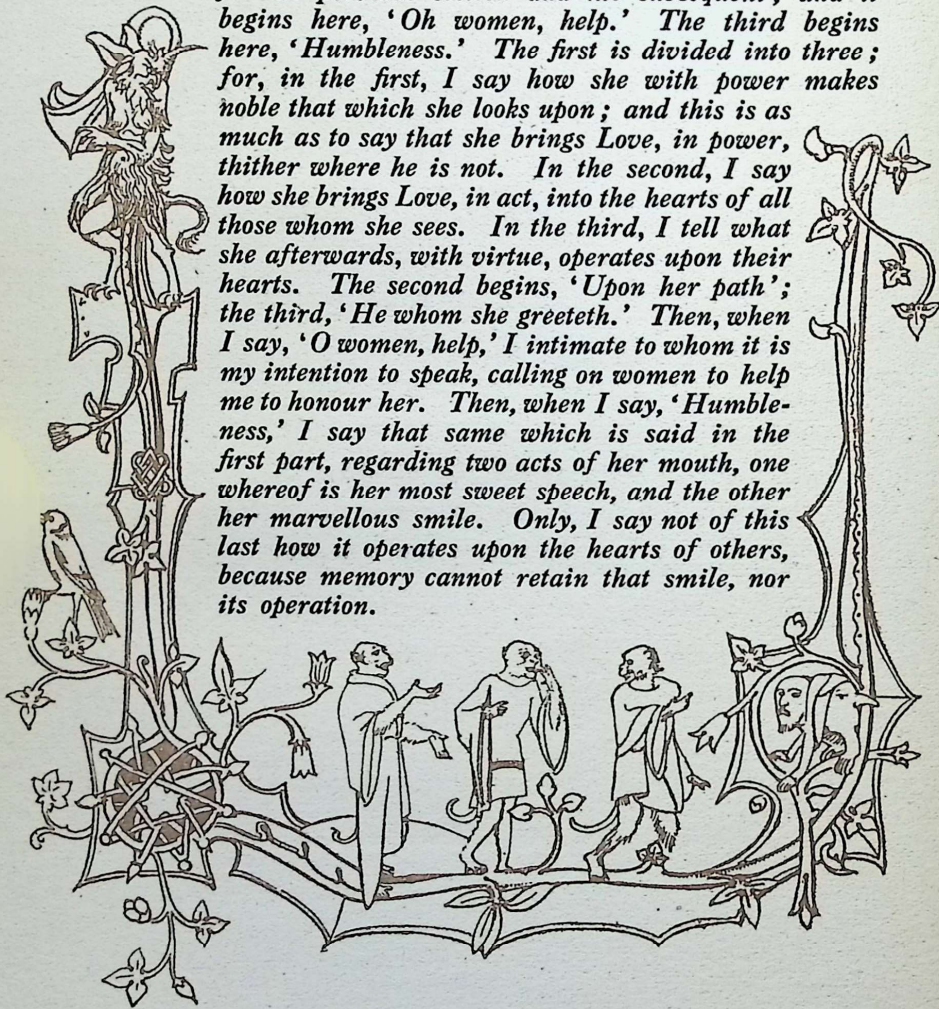 begins here, ‘Oh women, help.’ The third begins
here, ‘Humbleness.’ The first is divided into three;
for, in the first, I say how she with power makes
noble that which she looks upon; and this is as
much as to say that she brings Love, in power,
thither where he is not. In the second, I say
how she brings Love, in act, into the hearts of all
those whom she sees. In the third, I tell what
she afterwards, with virtue, operates upon their
hearts. The second begins, ‘Upon her path’;
the third, ‘He whom she greeteth.’ Then, when
I say, ‘O women, help,’ I intimate to whom it is
my intention to speak, calling on women to help
me to honour her. Then, when I say, ‘Humble-
ness,’ I say that same which is said in the
first part, regarding two acts of her mouth, one
whereof is her most sweet speech, and the other
her marvellous smile. Only, I say not of this
last how it operates upon the hearts of others,
because memory cannot retain that smile, nor
its operation.